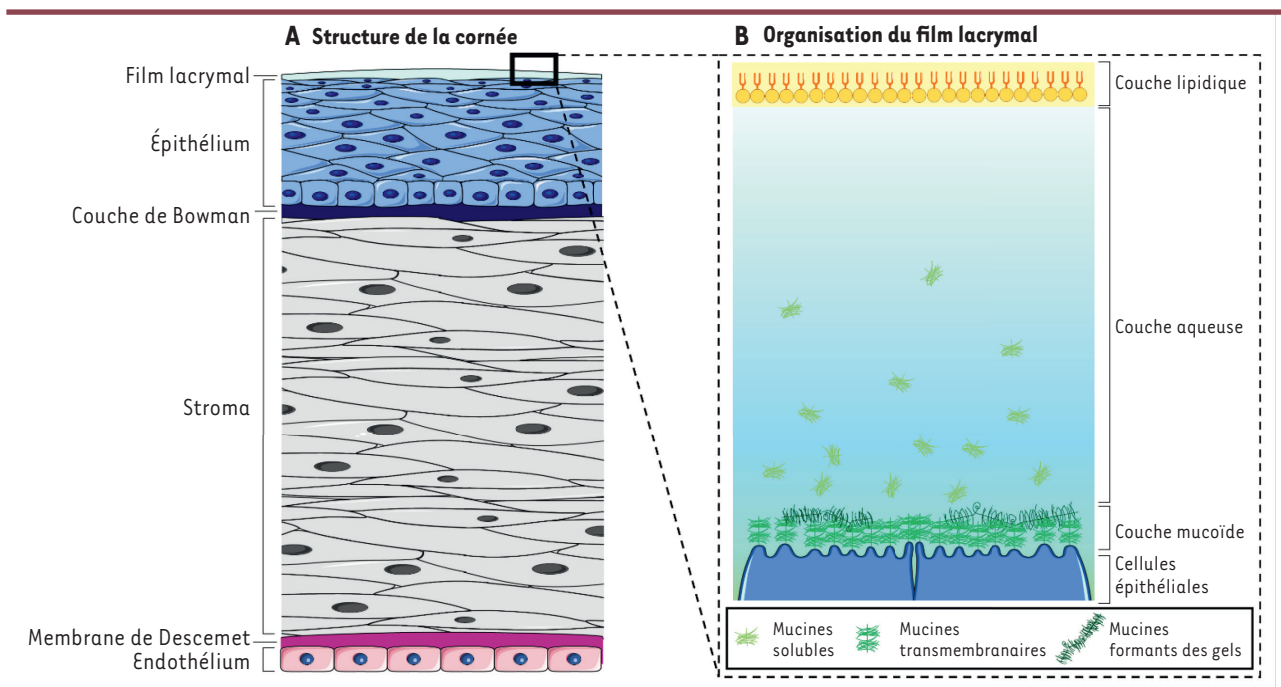 A Structure de la cornée
Film lacrymal
Épithélium
Couche de Bowman
Stroma
Membrane de Descemet
Endothélium
B Organisation du film lacrymal
Couche lipidique
Couche aqueuse
Couche mucoïde
Cellules
épithéliales
Mucines
solubles
Mucines
transmembranaires
Mucines
formants des gels